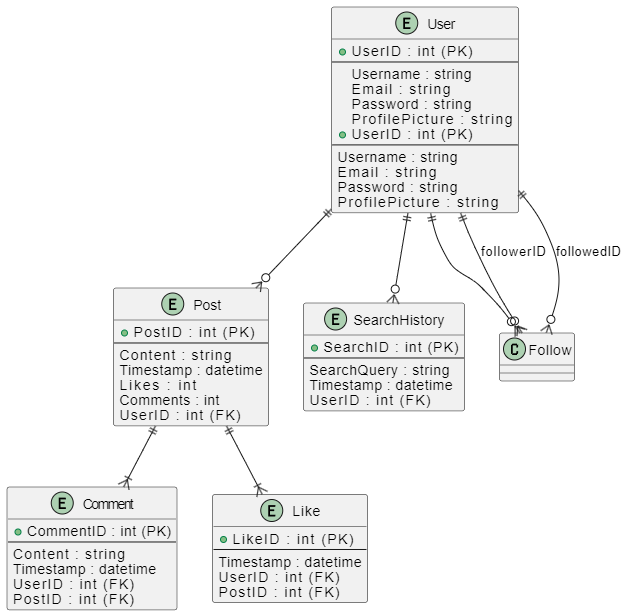 E User
UserID : int (PK)
Username : string
Email : string
Password : string
ProfilePicture : string
UserID : int (PK)
Username : string
Email : string
Password : string
ProfilePicture : string
followerID
followedID
E Post
PostID : int (PK)
Content : string
Timestamp : datetime
Likes : int
Comments : int
UserID : int (FK)
E SearchHistory
SearchID : int (PK)
SearchQuery : string
Timestamp : datetime
UserID : int (FK)
C Follow
E Comment
CommentID : int (PK)
Content : string
Timestamp : datetime
UserID : int (FK)
PostID : int (FK)
E Like
LikeID : int (PK)
Timestamp : datetime
UserID : int (FK)
PostID : int (FK)